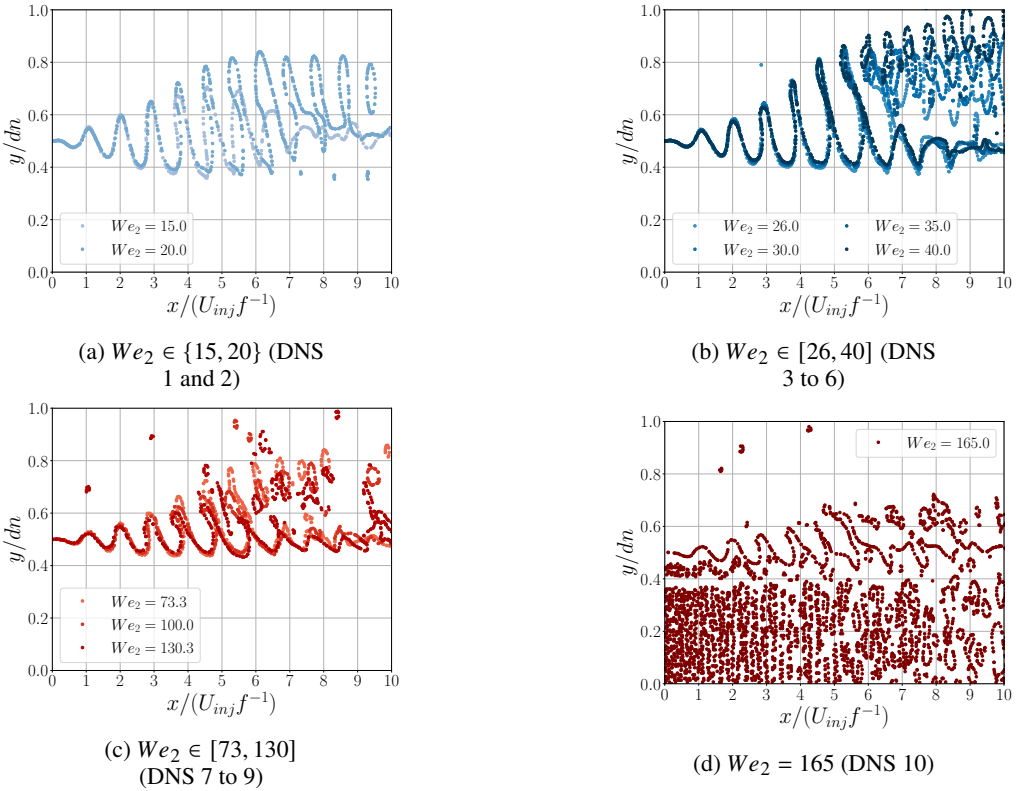 1.0
0.8
0.6
0.4
0.2
0.0
y/dn
We₂ = 15.0
We₂ = 20.0
0 1 2 3 4 5 6 7 8 9 10
x/(U_{inj} f^{-1})
(a) We₂ ∈ {15, 20} (DNS
1 and 2)
1.0
0.8
0.6
0.4
0.2
0.0
y/dn
We₂ = 26.0 We₂ = 35.0
We₂ = 30.0 We₂ = 40.0
0 1 2 3 4 5 6 7 8 9 10
x/(U_{inj} f^{-1})
(b) We₂ ∈ [26, 40] (DNS
3 to 6)
1.0
0.8
0.6
0.4
0.2
0.0
y/dn
We₂ = 73.3
We₂ = 100.0
We₂ = 130.3
0 1 2 3 4 5 6 7 8 9 10
x/(U_{inj} f^{-1})
(c) We₂ ∈ [73, 130]
(DNS 7 to 9)
1.0
0.8
0.6
0.4
0.2
0.0
y/dn
We₂ = 165.0
0 1 2 3 4 5 6 7 8 9 10
x/(U_{inj} f^{-1})
(d) We₂ = 165 (DNS 10)